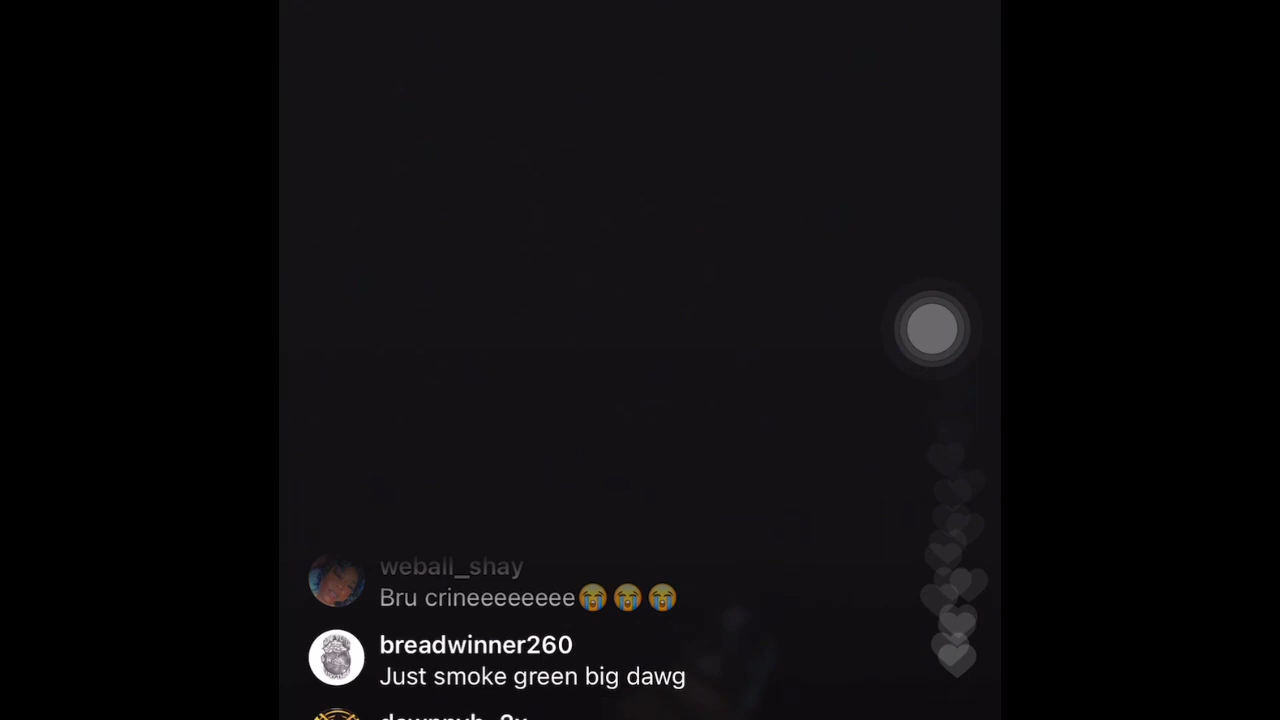 weball_shay
Bru crineeeeeeee😭😭😭
breadwinner260
Just smoke green big dawg